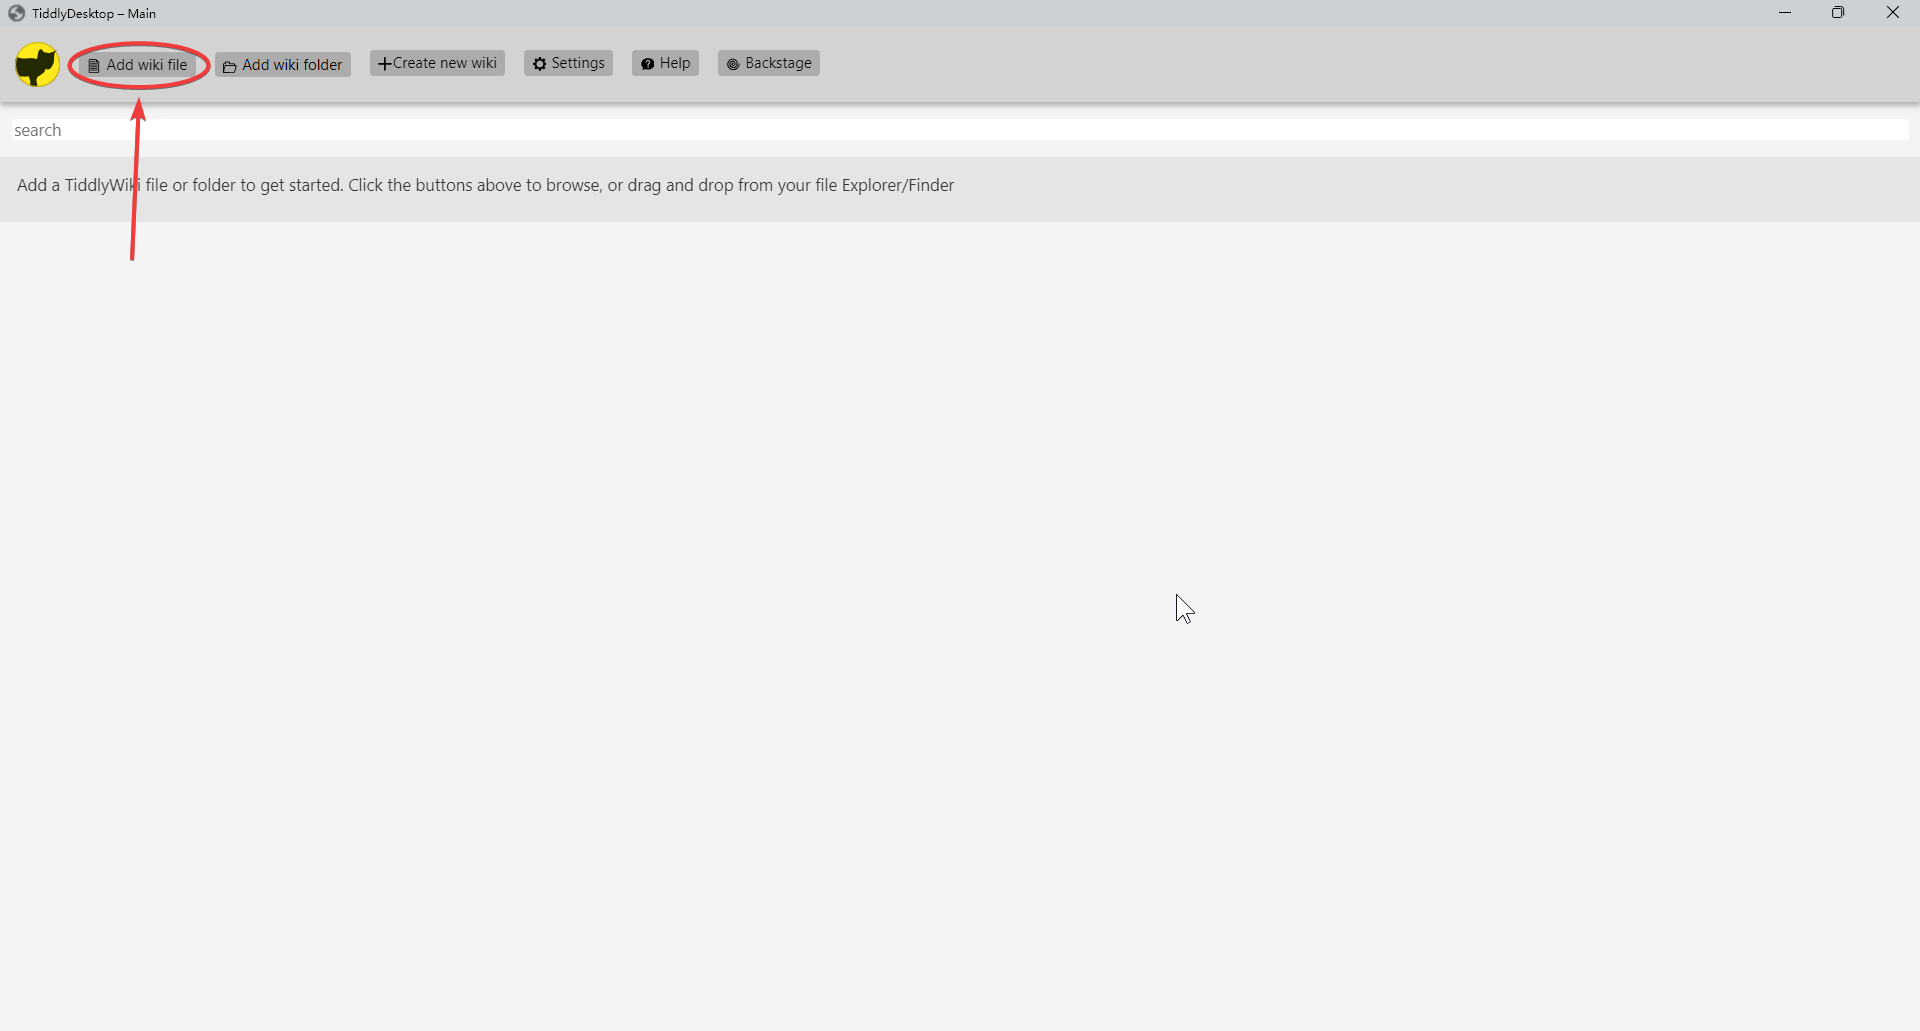 TiddlyDesktop – Main
Add wiki file Add wiki folder Create new wiki Settings Help Backstage
search
Add a TiddlyWiki file or folder to get started. Click the buttons above to browse, or drag and drop from your file Explorer/Finder